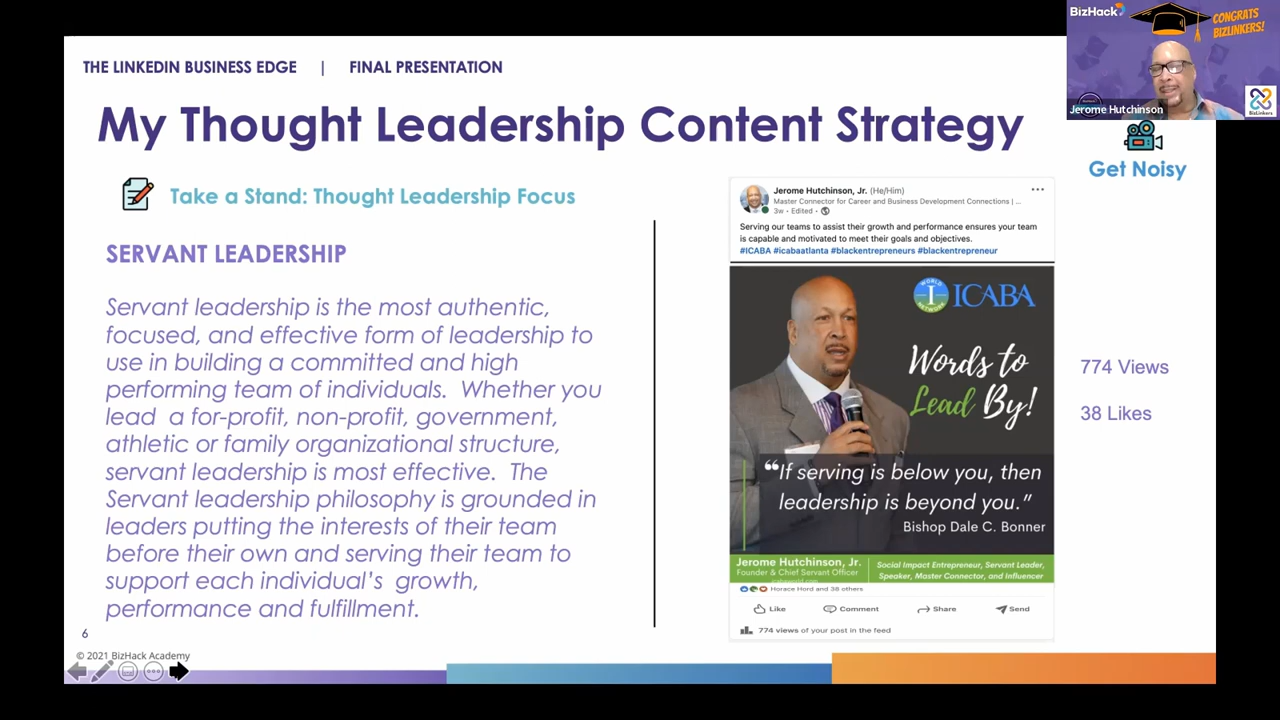 THE LINKEDIN BUSINESS EDGE | FINAL PRESENTATION
BizHack
CONGRATS
BIZLINKERS!
Jerome Hutchinson
BizLinkers
My Thought Leadership Content Strategy
Get Noisy
Take a Stand: Thought Leadership Focus
SERVANT LEADERSHIP
Servant leadership is the most authentic,
focused, and effective form of leadership to
use in building a committed and high
performing team of individuals. Whether you
lead a for-profit, non-profit, government,
athletic or family organizational structure,
servant leadership is most effective. The
Servant leadership philosophy is grounded in
leaders putting the interests of their team
before their own and serving their team to
support each individual's growth,
performance and fulfillment.
Jerome Hutchinson, Jr. (He/Him)
Master Connector for Career and Business Development Connections | ...
3w • Edited •
Serving our teams to assist their growth and performance ensures your team
is capable and motivated to meet their goals and objectives.
#ICABA #icabaatlanta #blackentrepreneurs #blackentrepreneur
WORLD
NETWORK
ICABA
Words to
Lead By!
"If serving is below you, then
leadership is beyond you."
Bishop Dale C. Bonner
Jerome Hutchinson, Jr.
Founder & Chief Servant Officer
icabaworld.com
Social Impact Entrepreneur, Servant Leader,
Speaker, Master Connector, and Influencer
Horace Hord and 38 others
Like Comment Share Send
774 views of your post in the feed
774 Views
38 Likes
6
© 2021 BizHack Academy